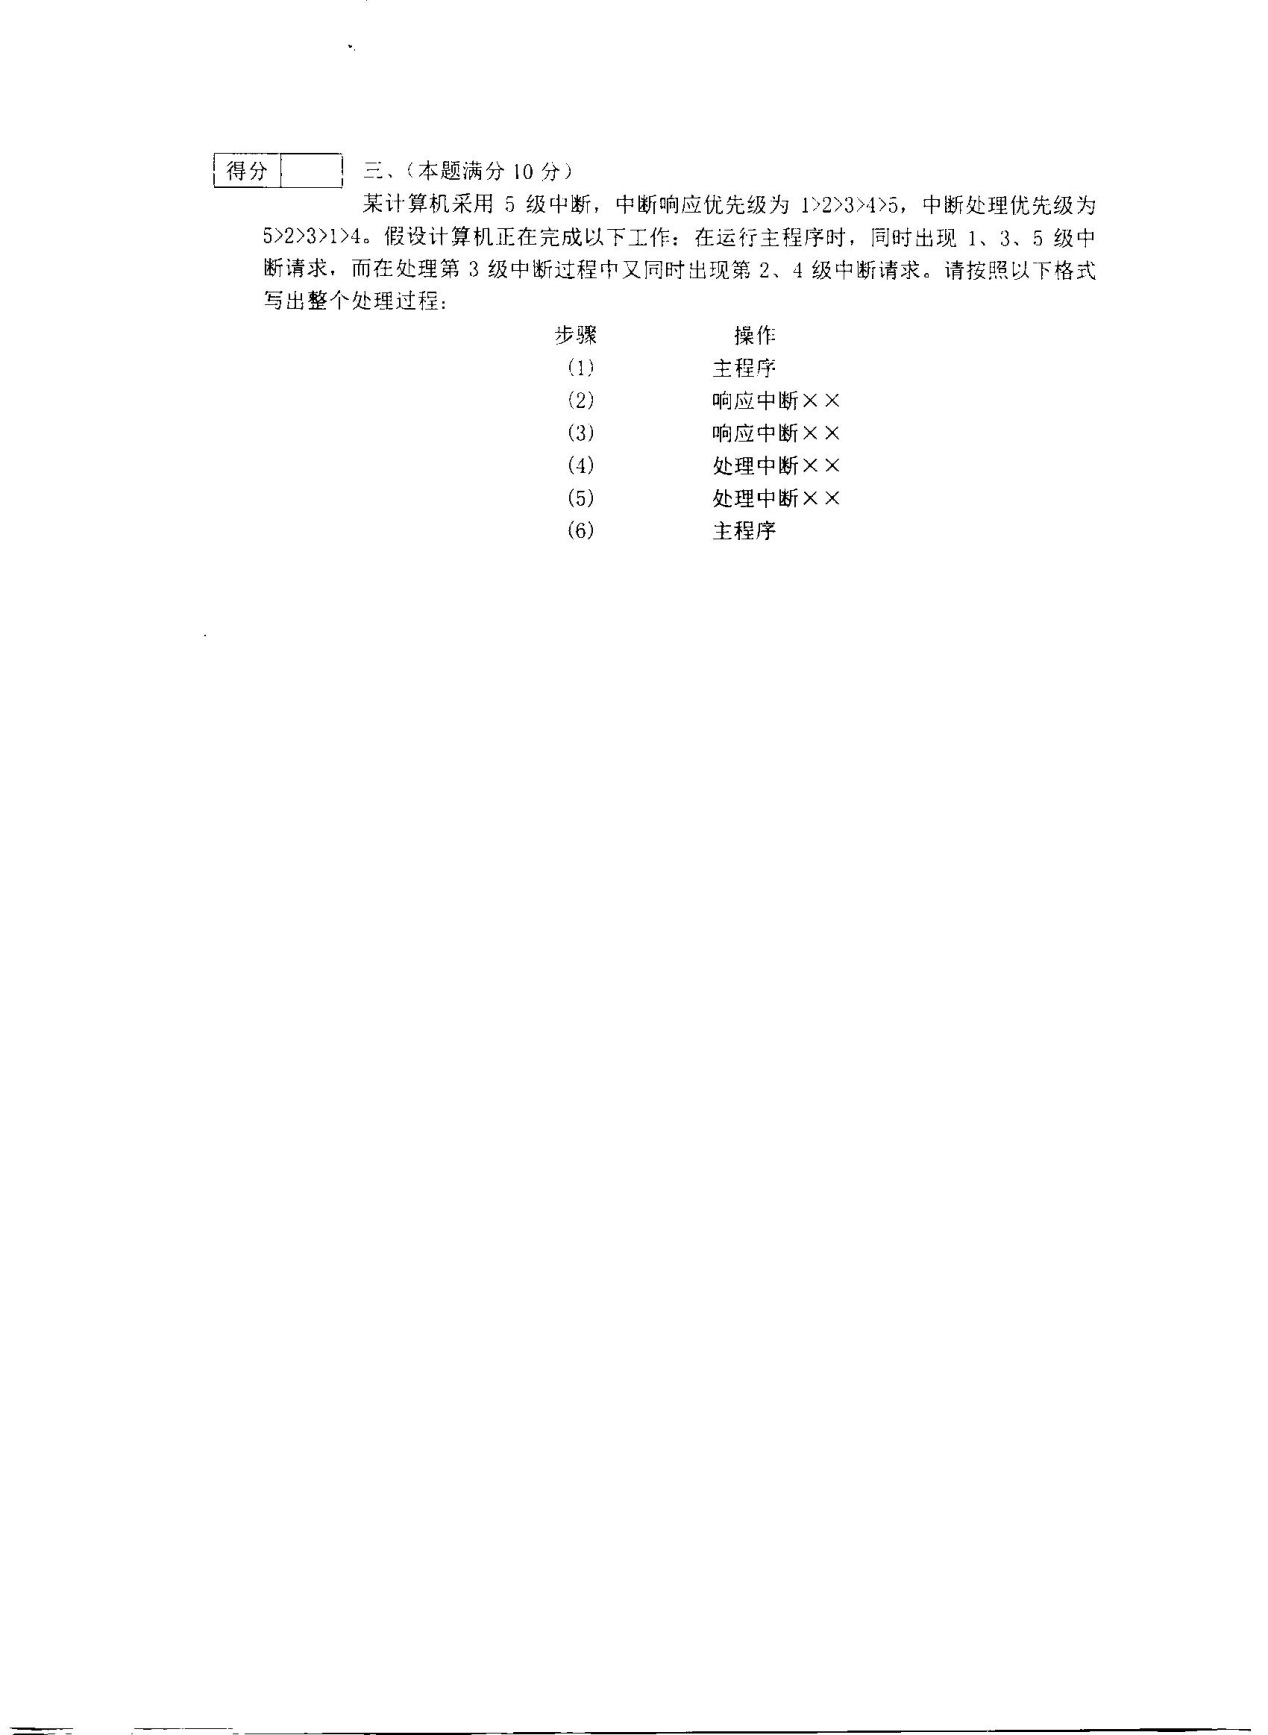 得分 三、（本题满分 10 分）
某计算机采用 5 级中断，中断响应优先级为 1>2>3>4>5，中断处理优先级为
5>2>3>1>4。假设计算机正在完成以下工作：在运行主程序时，同时出现 1、3、5 级中
断请求，而在处理第 3 级中断过程中又同时出现第 2、4 级中断请求。请按照以下格式
写出整个处理过程：
步骤 操作
(1) 主程序
(2) 响应中断××
(3) 响应中断××
(4) 处理中断××
(5) 处理中断××
(6) 主程序